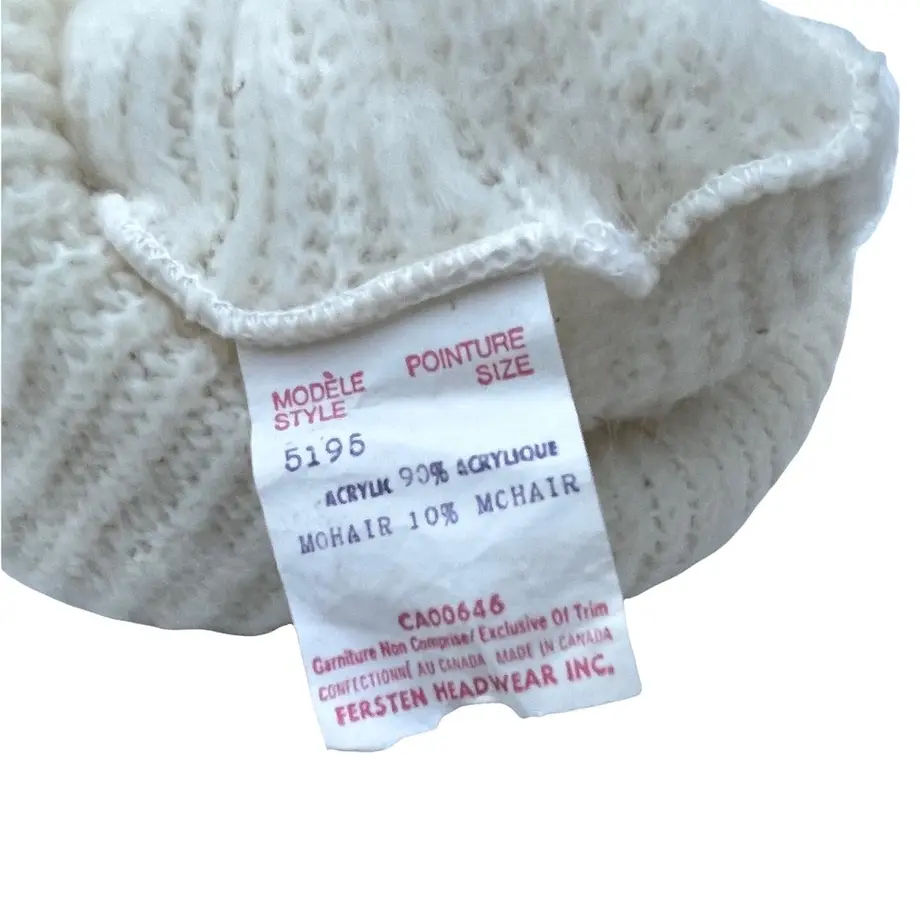 MODÈLE POINTURE
STYLE SIZE
5195
ACRYLIC 90% ACRYLIQUE
MOHAIR 10% MCHAIR
CA00646
Garniture Non Comprise/ Exclusive Of Trim
CONFECTIONNÉ AU CANADA MADE IN CANADA
FERSTEN HEADWEAR INC.